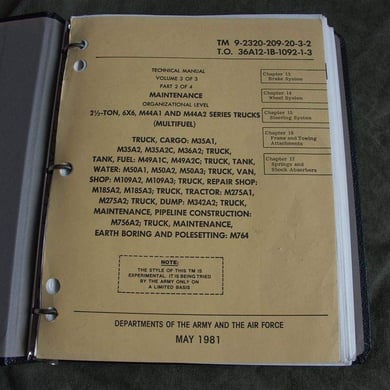 TM 9-2320-209-20-3-2
T.O. 36A12-1B-1092-1-3
TECHNICAL MANUAL
VOLUME 3 OF 3
PART 2 OF 4
MAINTENANCE
ORGANIZATIONAL LEVEL
2½-TON, 6X6, M44A1 AND M44A2 SERIES TRUCKS
(MULTIFUEL)
TRUCK, CARGO: M35A1,
M35A2, M35A2C, M36A2; TRUCK,
TANK, FUEL: M49A1C, M49A2C; TRUCK, TANK,
WATER: M50A1, M50A2, M50A3; TRUCK, VAN,
SHOP: M109A2, M109A3; TRUCK, REPAIR SHOP:
M185A2, M185A3; TRUCK, TRACTOR: M275A1,
M275A2; TRUCK, DUMP: M342A2; TRUCK,
MAINTENANCE, PIPELINE CONSTRUCTION:
M756A2; TRUCK, MAINTENANCE,
EARTH BORING AND POLESETTING: M764
Chapter 13
Brake System
Chapter 14
Wheel System
Chapter 15
Steering System
Chapter 16
Frame and Towing
Attachments
Chapter 17
Springs and
Shock Absorbers
NOTE:
THE STYLE OF THIS TM IS
EXPERIMENTAL. IT IS BEING TRIED
BY THE ARMY ONLY ON
A LIMITED BASIS
DEPARTMENTS OF THE ARMY AND THE AIR FORCE
MAY 1981